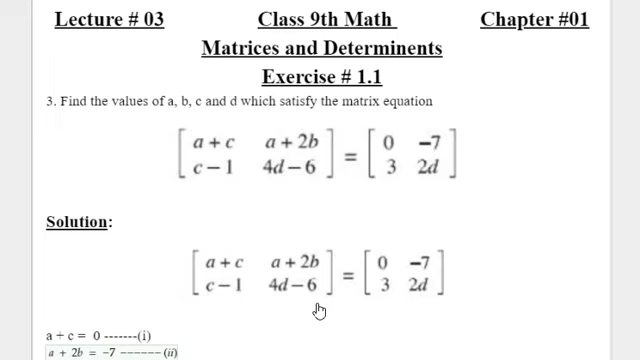 Lecture # 03 Class 9th Math Chapter #01
Matrices and Determinents
Exercise # 1.1
3. Find the values of a, b, c and d which satisfy the matrix equation
[ a + c a + 2b ] = [ 0 −7 ]
[ c − 1 4d − 6 ] [ 3 2d ]
Solution:
[ a + c a + 2b ] = [ 0 −7 ]
[ c − 1 4d − 6 ] [ 3 2d ]
a + c = 0 -------(i)
a + 2b = −7 ------ (ii)